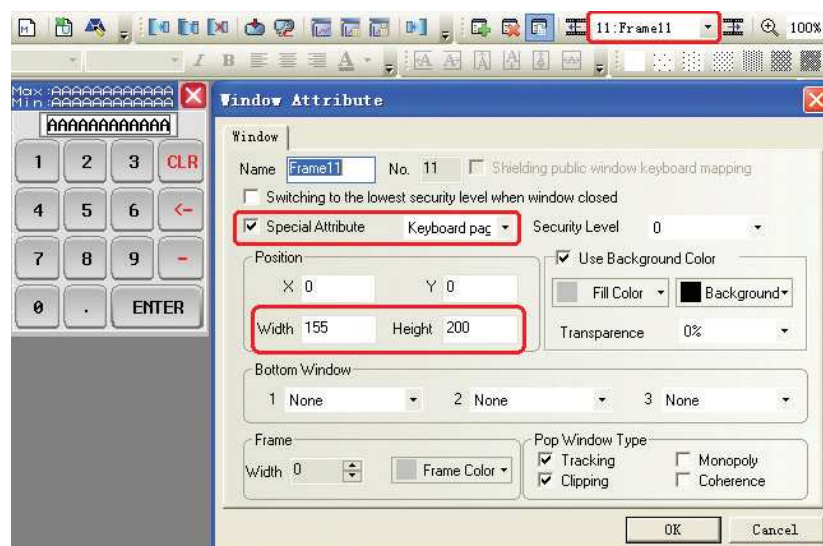 11:Frame11 100%
I B A
Max:AAAAAAAAAAAA
Min:AAAAAAAAAAAA
AAAAAAAAAAAA
1 2 3 CLR
4 5 6 <-
7 8 9 -
0 . ENTER
Window Attribute
Window
Name Frame11 No. 11 Shielding public window keyboard mapping
Switching to the lowest security level when window closed
Special Attribute Keyboard pag Security Level 0
Position Use Background Color
X 0 Y 0 Fill Color Background
Width 155 Height 200 Transparence 0%
Bottom Window
1 None 2 None 3 None
Frame Pop Window Type
Width 0 Frame Color Tracking Monopoly
Clipping Coherence
OK Cancel